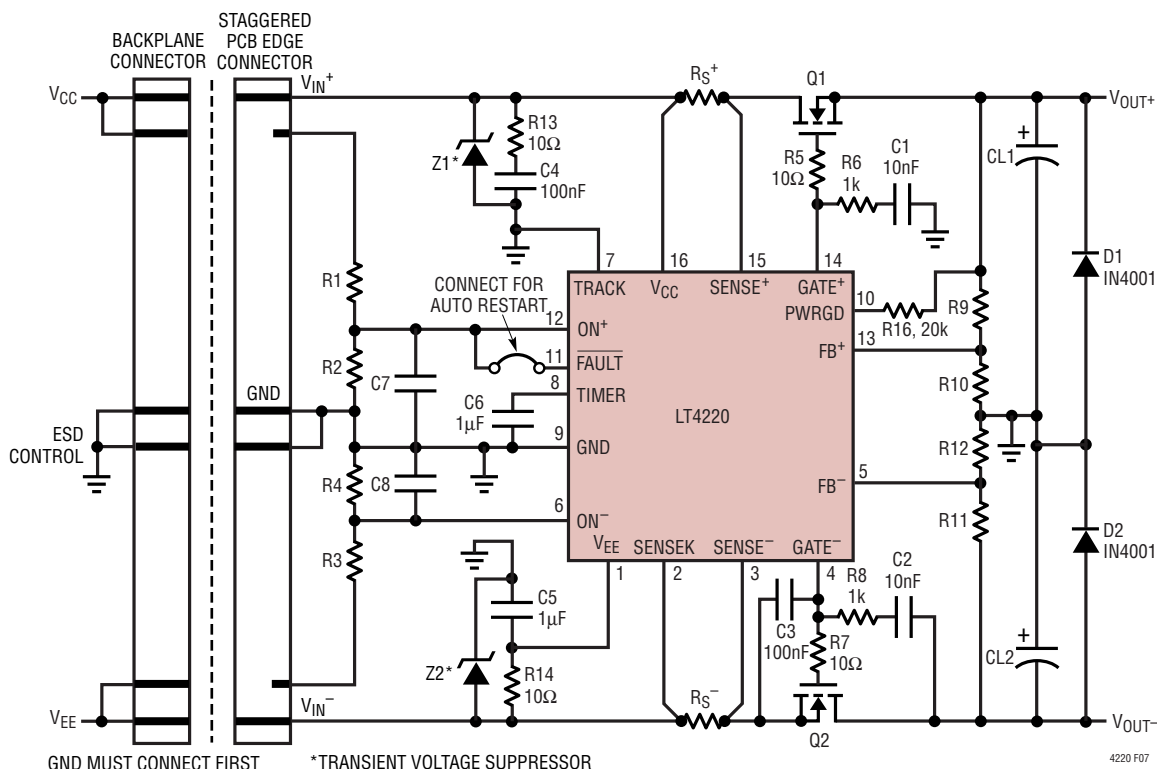 BACKPLANE
CONNECTOR
STAGGERED
PCB EDGE
CONNECTOR
VCC
VIN+
RS+
Q1
VOUT+
Z1*
R13
10Ω
C4
100nF
R5
10Ω
R6
1k
C1
10nF
CL1
+
D1
IN4001
R1
R2
CONNECT FOR
AUTO RESTART
7
16
15
14
TRACK
VCC
SENSE+
GATE+
10
PWRGD
R16, 20k
R9
12
ON+
11
FAULT
13
FB+
8
TIMER
R10
C7
C6
1µF
LT4220
GND
ESD
CONTROL
9
GND
R12
R4
C8
5
FB–
6
ON–
R11
R3
VEE
SENSEK
SENSE–
GATE–
1
2
3
4
D2
IN4001
C5
1µF
C3
100nF
R8
1k
C2
10nF
R7
10Ω
+
CL2
Z2*
R14
10Ω
VEE
VIN–
RS–
Q2
VOUT–
GND MUST CONNECT FIRST
*TRANSIENT VOLTAGE SUPPRESSOR
4220 F07